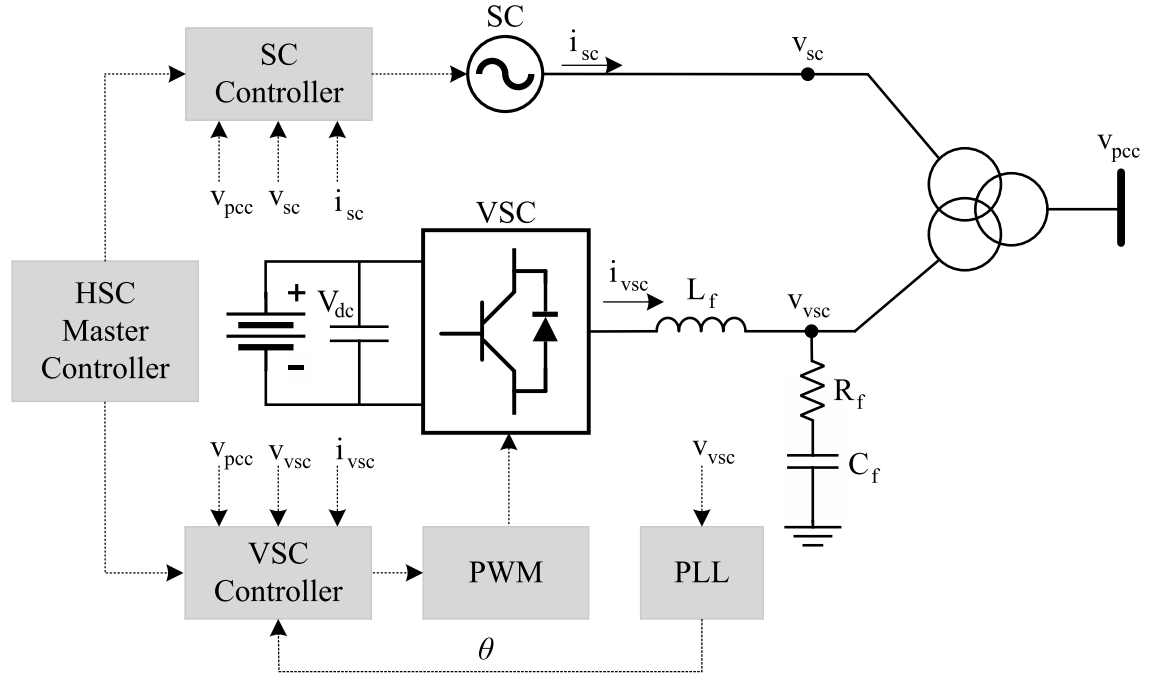 SC
SC
Controller
i sc
v sc
v pcc
v pcc
v sc
i sc
VSC
HSC
Master
Controller
+
V dc
-
i vsc
L f
v vsc
R f
C f
v pcc
v vsc
i vsc
v vsc
VSC
Controller
PWM
PLL
θ